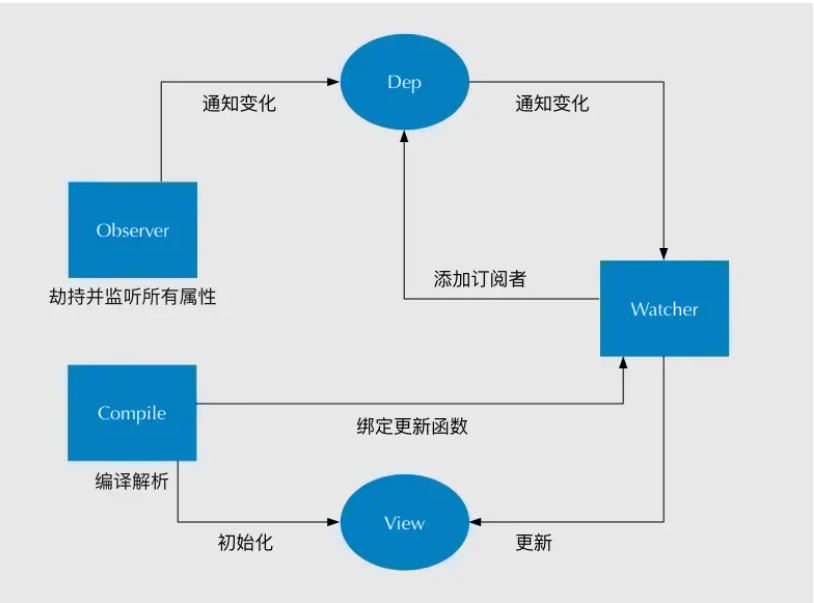 Dep
通知变化
通知变化
Observer
劫持并监听所有属性
添加订阅者
Watcher
Compile
绑定更新函数
编译解析
View
初始化
更新